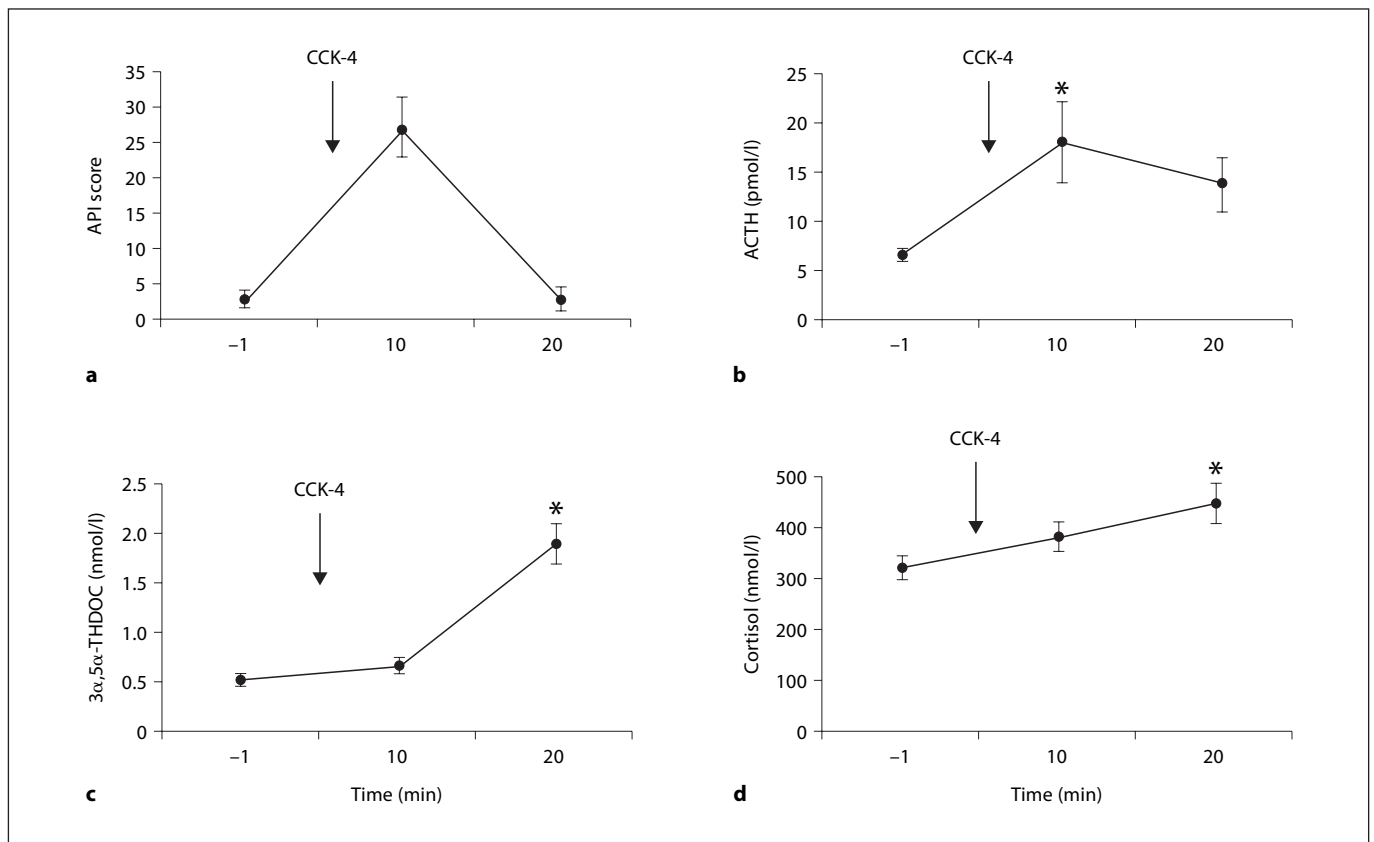 CCK-4
35
30
25
20
15
10
5
0
API score
–1 10 20
a
CCK-4
*
25
20
15
10
5
0
ACTH (pmol/l)
–1 10 20
b
CCK-4
*
2.5
2.0
1.5
1.0
0.5
0
3α,5α-THDOC (nmol/l)
–1 10 20
Time (min)
c
CCK-4
*
500
400
300
200
100
0
Cortisol (nmol/l)
–1 10 20
Time (min)
d